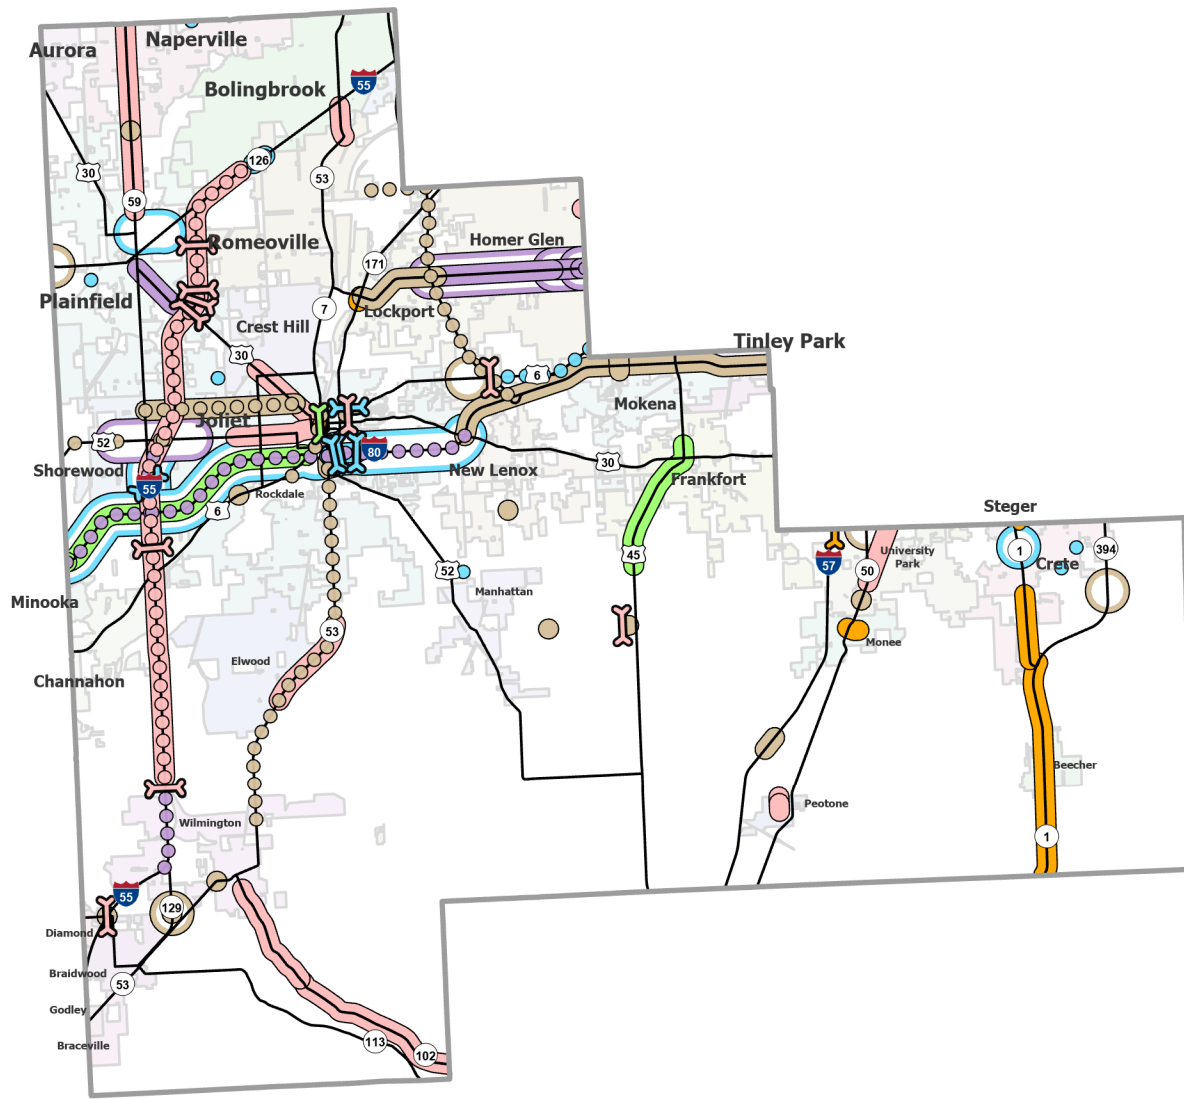 Naperville
Aurora
55
Bolingbrook
126
30
53
59
Romeoville
Homer Glen
171
Plainfield
7
Lockport
Crest Hill
Tinley Park
30
6
Mokena
Joliet
52
80
30
Shorewood
New Lenox
Frankfort
55
Rockdale
6
Steger
45
1
394
University
Park
57
Crete
50
52
Manhattan
Minooka
53
Monee
Elwood
Channahon
Beecher
Peotone
Wilmington
1
55
129
Diamond
Braidwood
53
Godley
113
Braceville
102